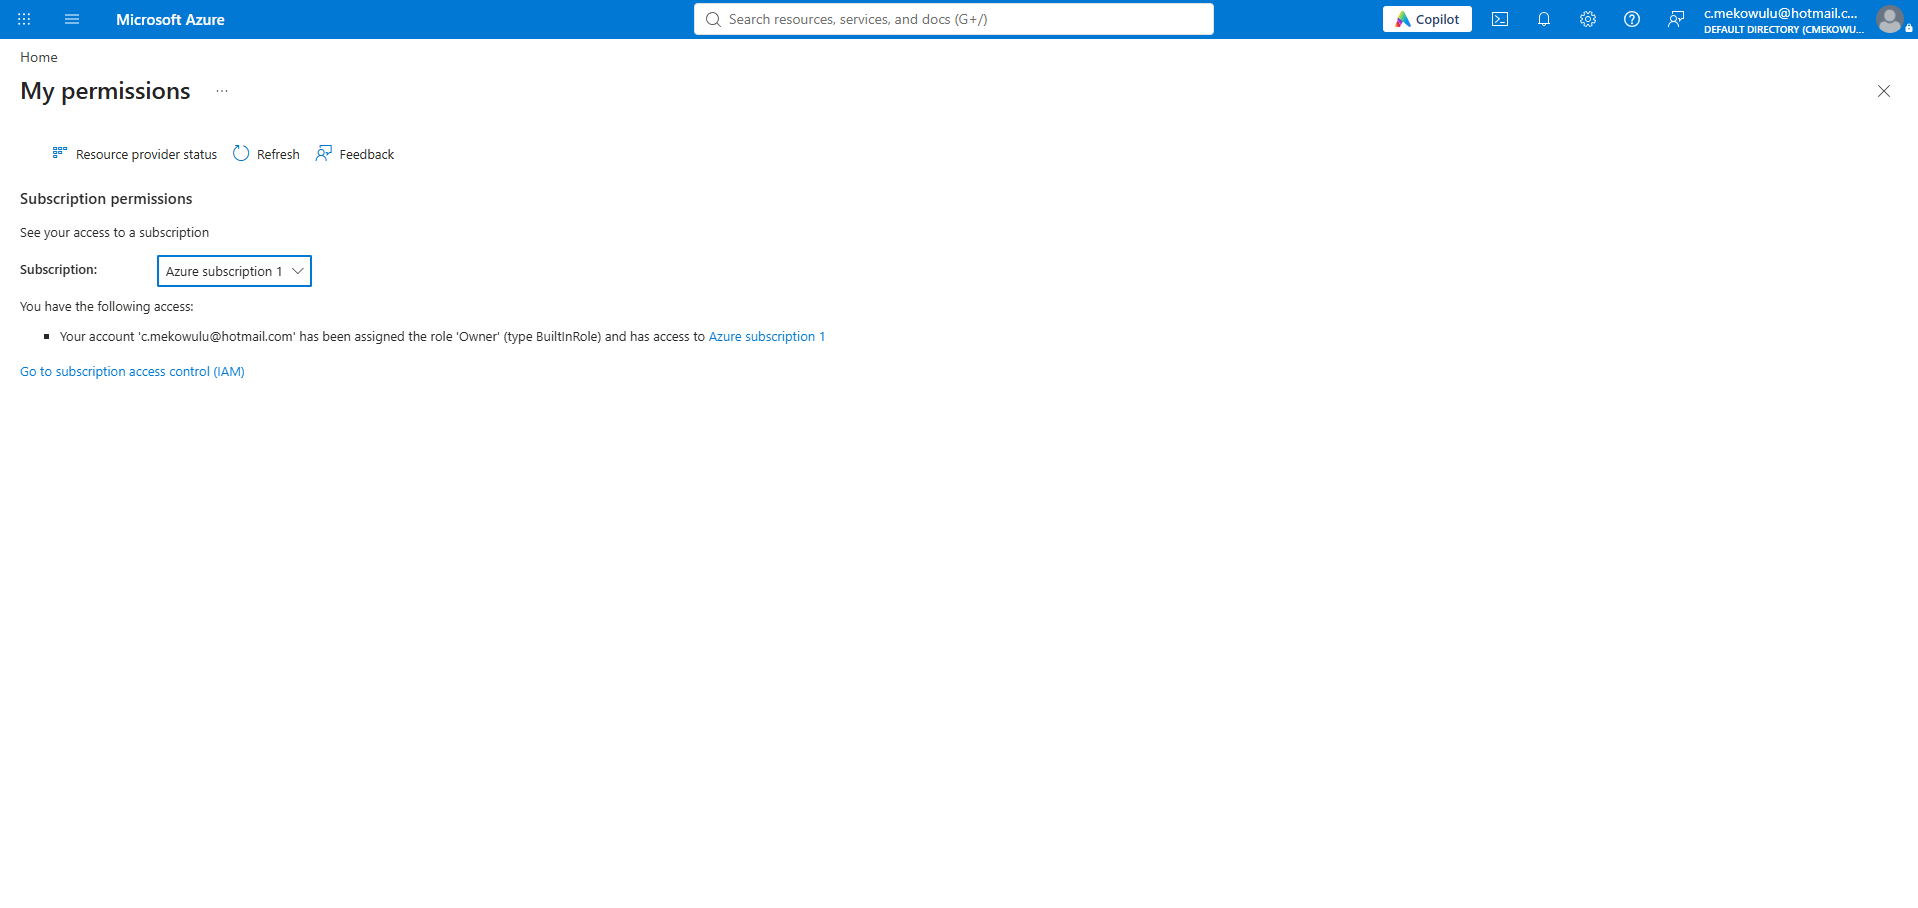 Microsoft Azure
Search resources, services, and docs (G+/)
Copilot
c.mekowulu@hotmail.c...
DEFAULT DIRECTORY (CMEKOWU...
Home
My permissions
...
Resource provider status
Refresh
Feedback
Subscription permissions
See your access to a subscription
Subscription:
Azure subscription 1
You have the following access:
Your account 'c.mekowulu@hotmail.com' has been assigned the role 'Owner' (type BuiltInRole) and has access to Azure subscription 1
Go to subscription access control (IAM)